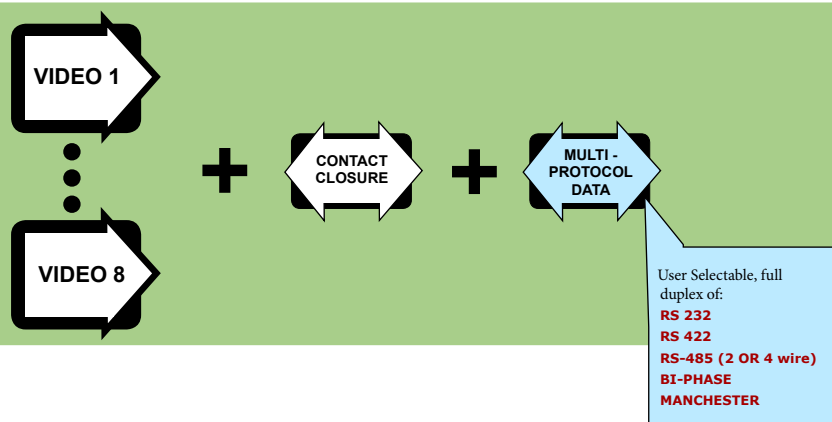 VIDEO 1
VIDEO 8
CONTACT
CLOSURE
MULTI -
PROTOCOL
DATA
User Selectable, full
duplex of:
RS 232
RS 422
RS-485 (2 OR 4 wire)
BI-PHASE
MANCHESTER